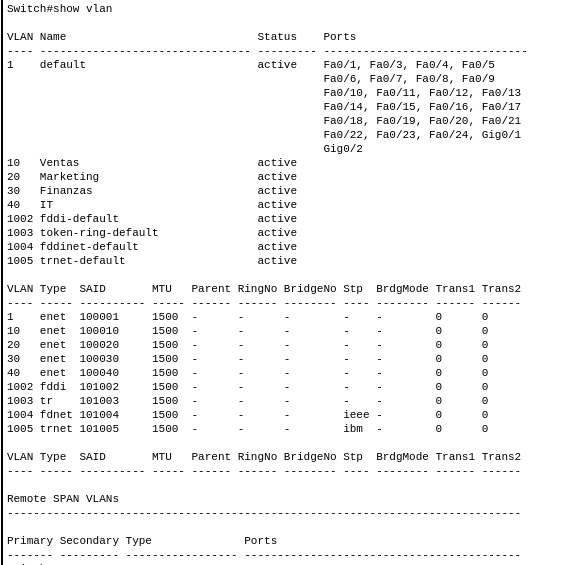 Switch#show vlan
VLAN Name                             Status    Ports
---- -------------------------------- --------- -------------------------------
1    default                          active    Fa0/1, Fa0/3, Fa0/4, Fa0/5
                                                Fa0/6, Fa0/7, Fa0/8, Fa0/9
                                                Fa0/10, Fa0/11, Fa0/12, Fa0/13
                                                Fa0/14, Fa0/15, Fa0/16, Fa0/17
                                                Fa0/18, Fa0/19, Fa0/20, Fa0/21
                                                Fa0/22, Fa0/23, Fa0/24, Gig0/1
                                                Gig0/2
10   Ventas                           active
20   Marketing                        active
30   Finanzas                         active
40   IT                               active
1002 fddi-default                     active
1003 token-ring-default               active
1004 fddinet-default                  active
1005 trnet-default                    active
VLAN Type  SAID       MTU   Parent RingNo BridgeNo Stp  BrdgMode Trans1 Trans2
---- ----- ---------- ----- ------ ------ -------- ---- -------- ------ ------
1    enet  100001     1500  -      -      -        -    -        0      0
10   enet  100010     1500  -      -      -        -    -        0      0
20   enet  100020     1500  -      -      -        -    -        0      0
30   enet  100030     1500  -      -      -        -    -        0      0
40   enet  100040     1500  -      -      -        -    -        0      0
1002 fddi  101002     1500  -      -      -        -    -        0      0
1003 tr    101003     1500  -      -      -        -    -        0      0
1004 fdnet 101004     1500  -      -      -        ieee -        0      0
1005 trnet 101005     1500  -      -      -        ibm  -        0      0
VLAN Type  SAID       MTU   Parent RingNo BridgeNo Stp  BrdgMode Trans1 Trans2
---- ----- ---------- ----- ------ ------ -------- ---- -------- ------ ------
Remote SPAN VLANs
------------------------------------------------------------------------------
Primary Secondary Type              Ports
------- --------- ----------------- ------------------------------------------